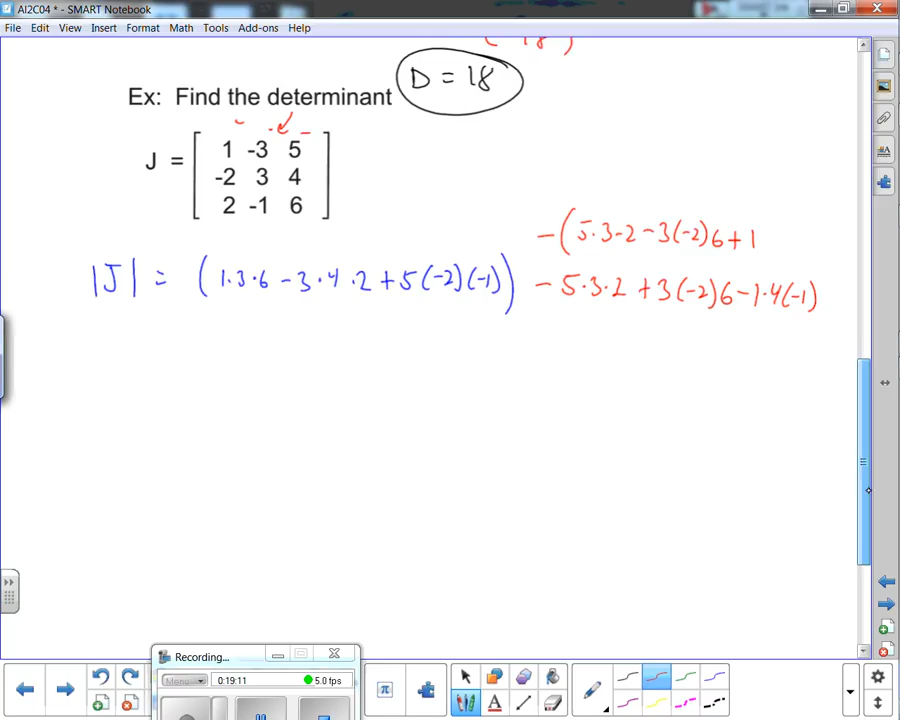 AI2C04 * - SMART Notebook
File Edit View Insert Format Math Tools Add-ons Help
(18)
D = 18
Ex: Find the determinant
J = [ 1 -3 5
-2 3 4
2 -1 6 ]
-(5·3·2 - 3(-2)6 + 1
|J| = (1·3·6 - 3·4·2 + 5(-2)(-1)) - 5·3·2 + 3(-2)6 - 1·4(-1)
Recording...
Menu 0:19:11 5.0 fps
π A